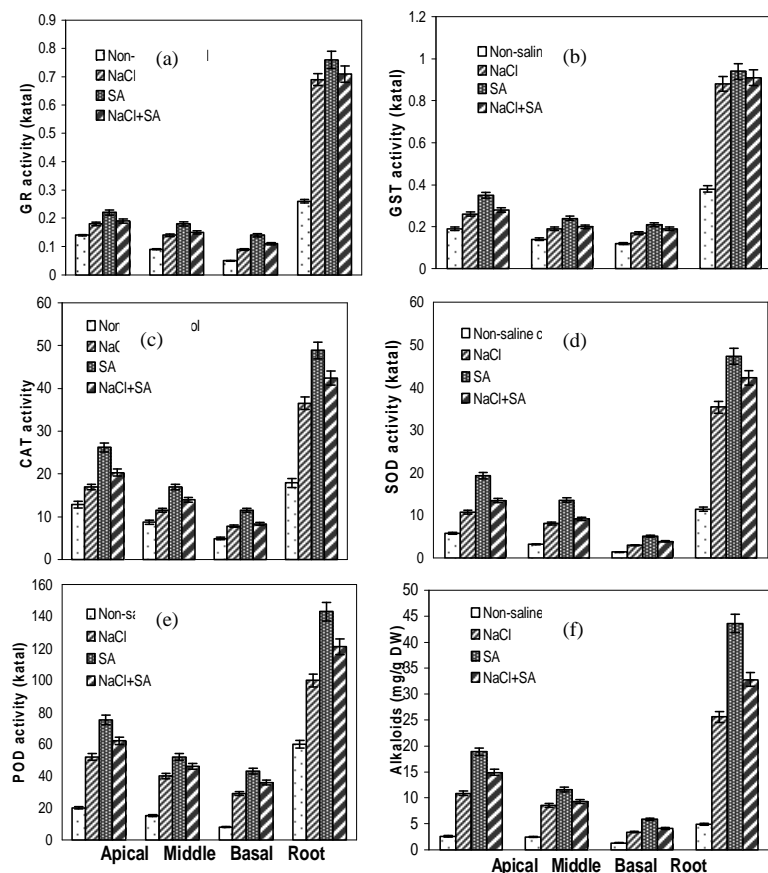 (a)
Non-
NaCl
SA
NaCl+SA
GR activity (katal)
0.9
0.8
0.7
0.6
0.5
0.4
0.3
0.2
0.1
0
(b)
Non-salin
NaCl
SA
NaCl+SA
GST activity (katal)
1.2
1
0.8
0.6
0.4
0.2
0
(c)
ol
NaCl+SA
SA
CAT activity
60
50
40
30
20
10
0
(d)
Non-saline c
NaCl
SA
NaCl+SA
SOD activity (katal)
60
50
40
30
20
10
0
(e)
Non-sa
NaCl
SA
NaCl+SA
POD activity (katal)
160
140
120
100
80
60
40
20
0
Apical Middle Basal Root
(f)
Non-saline
NaCl
SA
NaCl+SA
Alkaloids (mg/g DW)
50
45
40
35
30
25
20
15
10
5
0
Apical Middle Basal Root